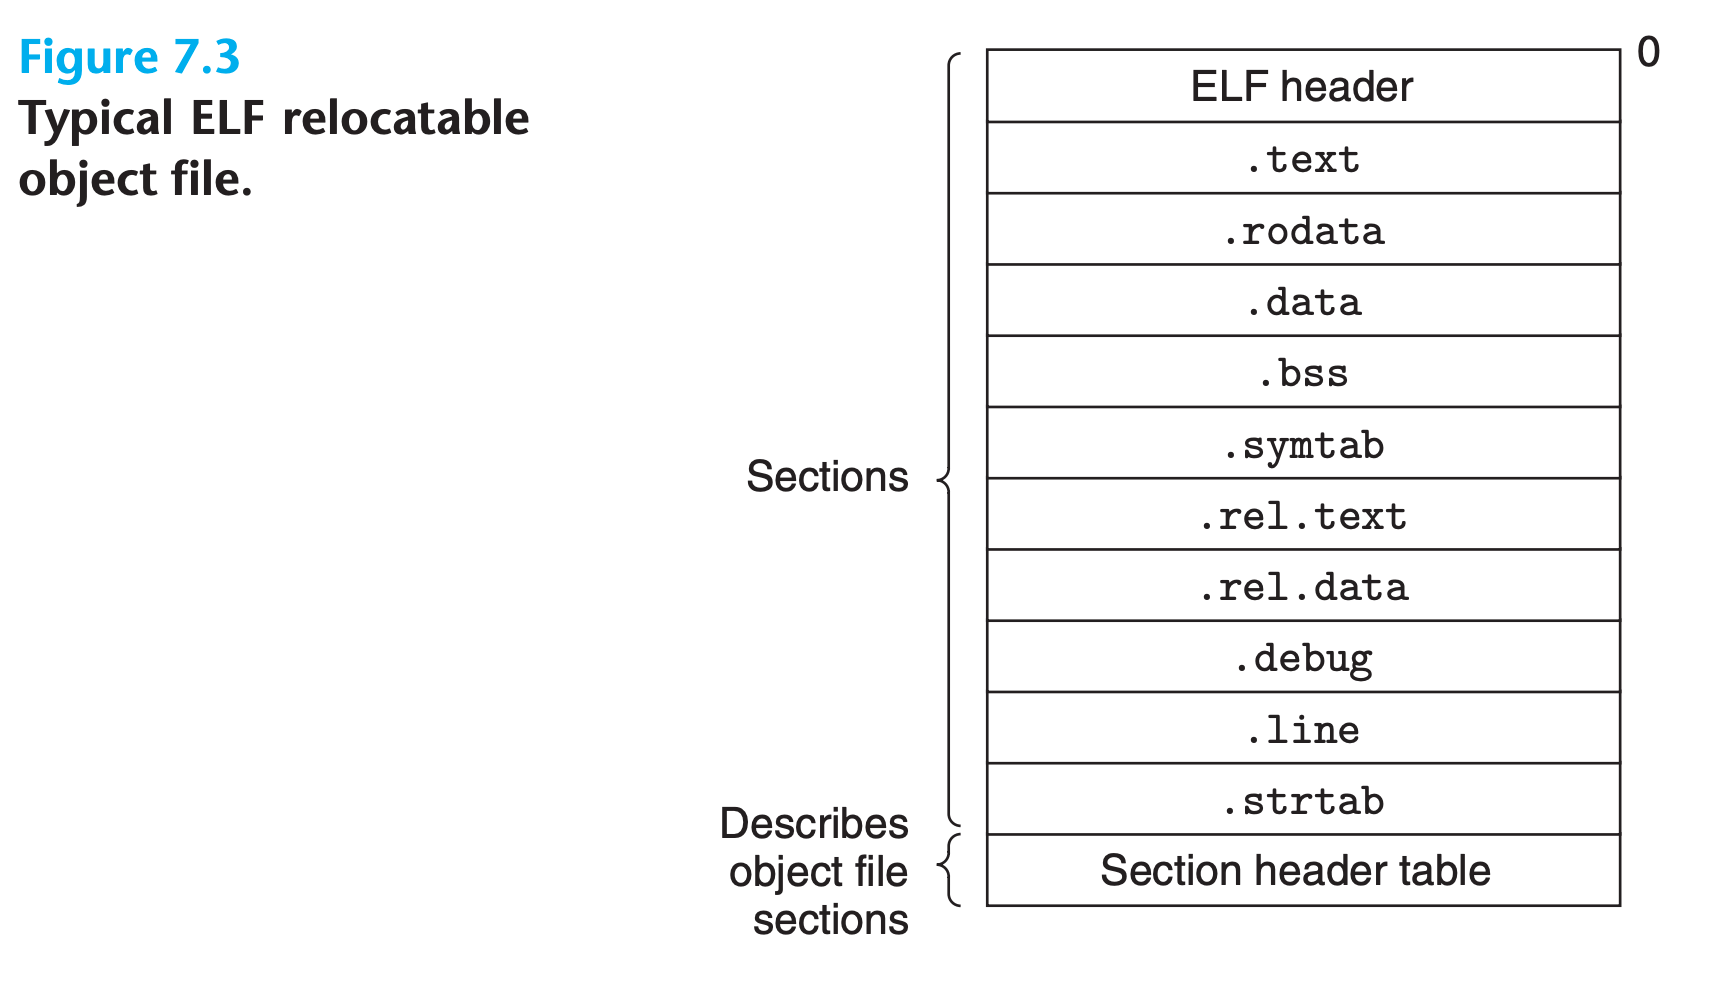 Figure 7.3
Typical ELF relocatable
object file.
0
ELF header
.text
.rodata
.data
.bss
.symtab
.rel.text
.rel.data
.debug
.line
.strtab
Section header table
Sections
Describes
object file
sections